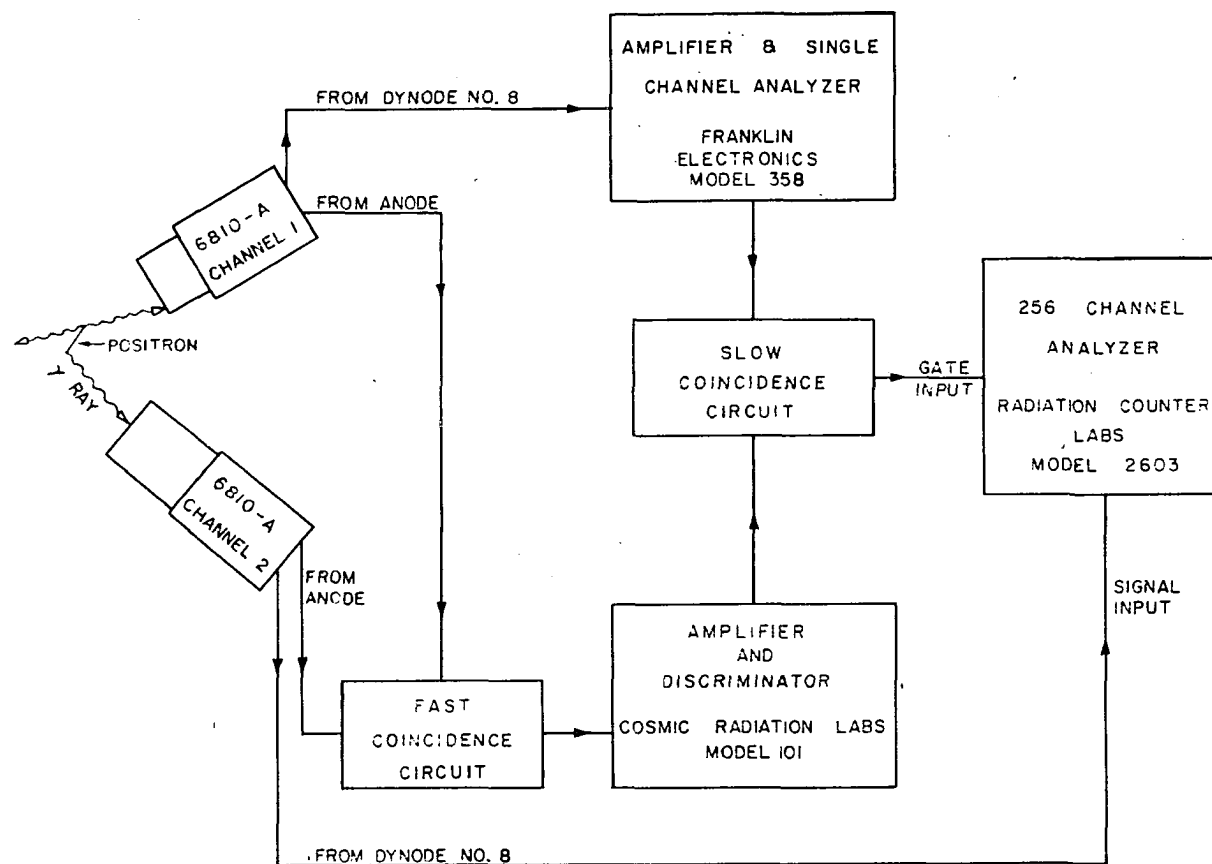 AMPLIFIER & SINGLE
CHANNEL ANALYZER
FRANKLIN
ELECTRONICS
MODEL 358
FROM DYNODE NO. 8
FROM ANODE
6810-A
CHANNEL 1
POSITRON
γ RAY
6810-A
CHANNEL 2
FROM
ANODE
SLOW
COINCIDENCE
CIRCUIT
GATE
INPUT
256 CHANNEL
ANALYZER
RADIATION COUNTER
LABS
MODEL 2603
SIGNAL
INPUT
FAST
COINCIDENCE
CIRCUIT
AMPLIFIER
AND
DISCRIMINATOR
COSMIC RADIATION LABS
MODEL 101
FROM DYNODE NO. 8